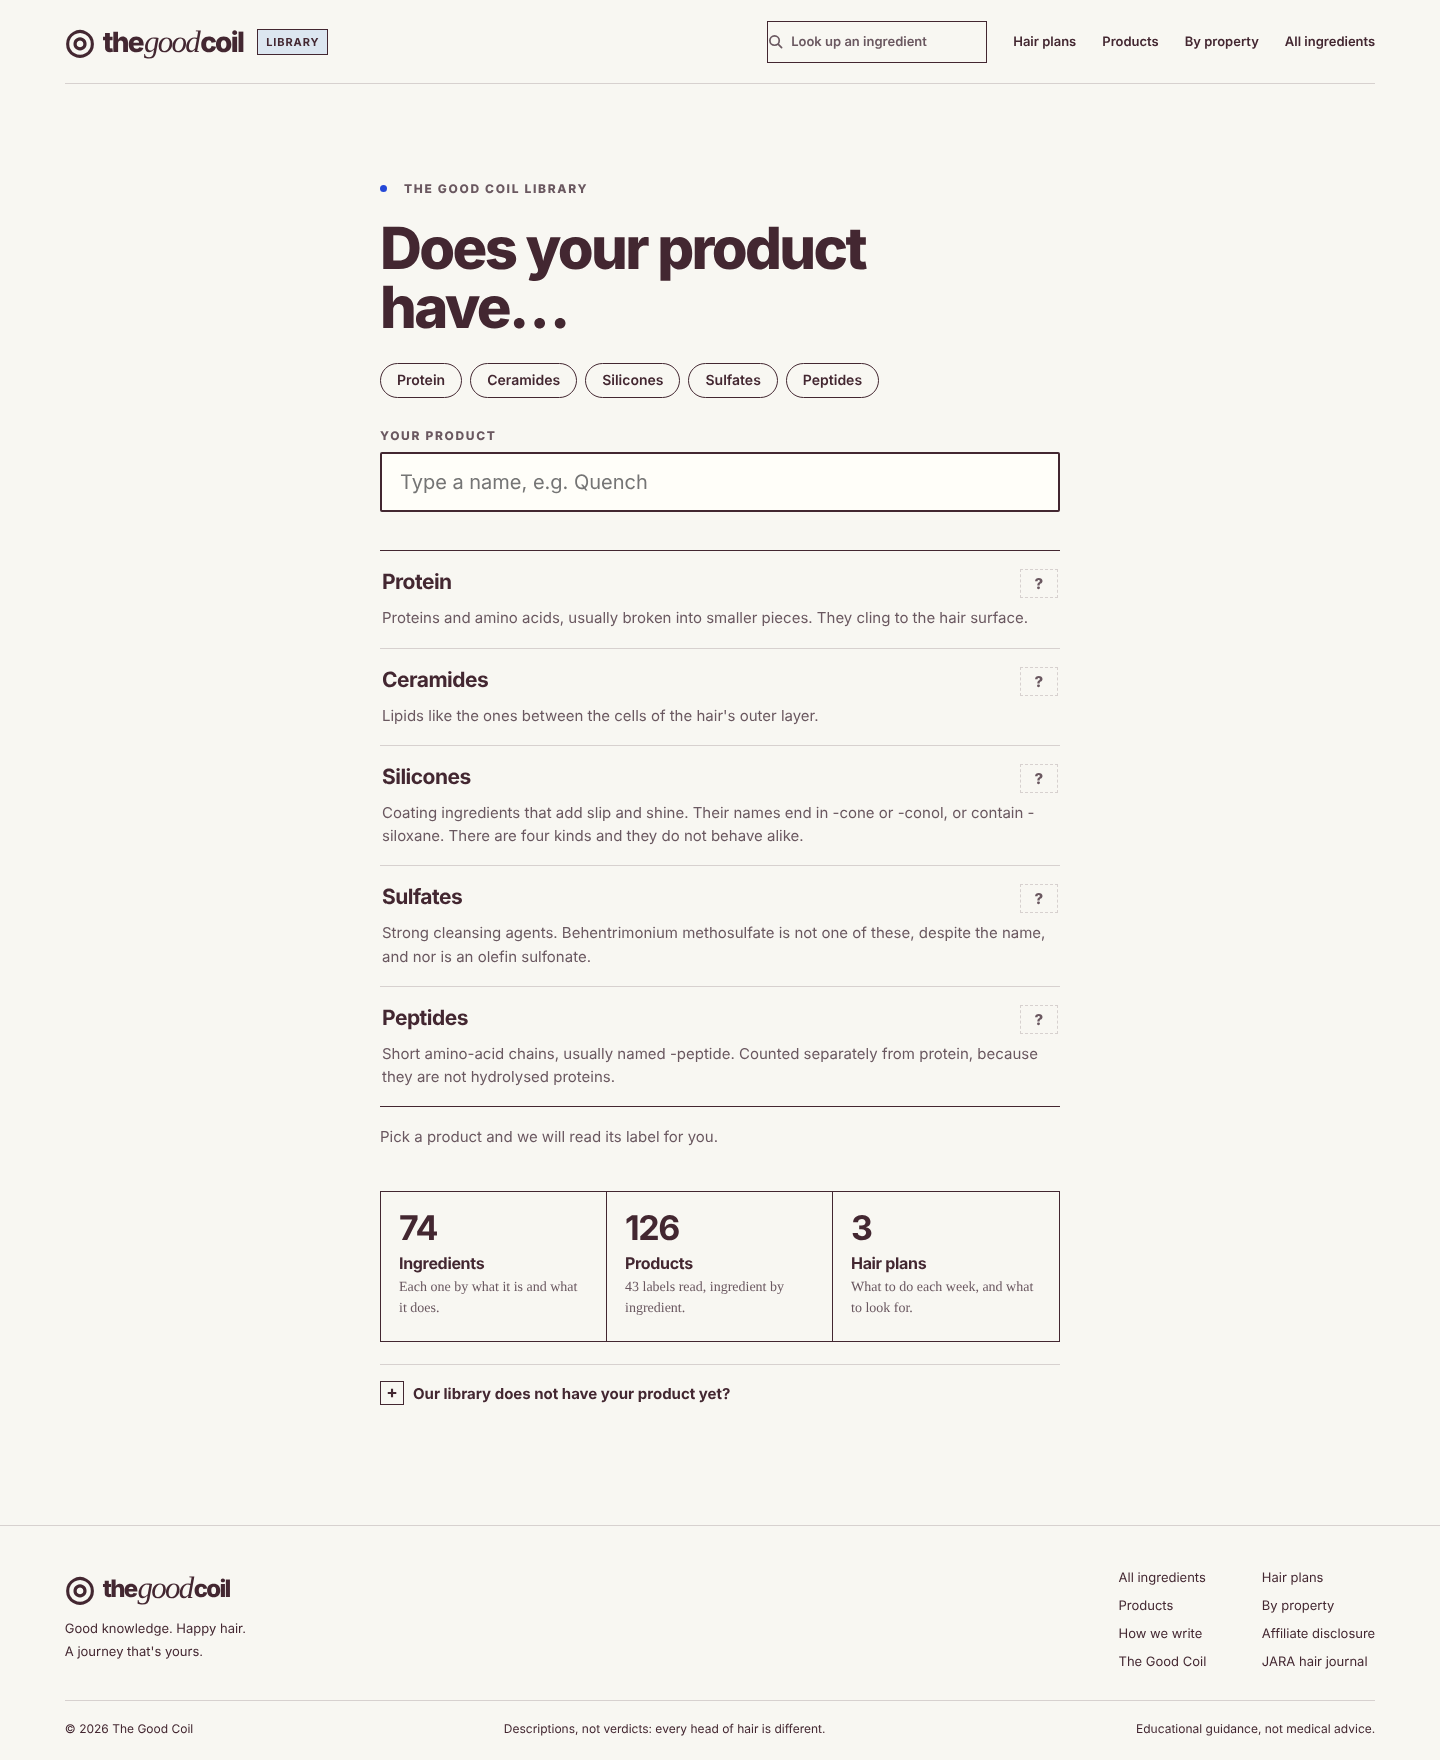 thegoodcoil LIBRARY
Look up an ingredient
Hair plans Products By property All ingredients
THE GOOD COIL LIBRARY
Does your product
have…
Protein Ceramides Silicones Sulfates Peptides
YOUR PRODUCT
Type a name, e.g. Quench
Protein ?
Proteins and amino acids, usually broken into smaller pieces. They cling to the hair surface.
Ceramides ?
Lipids like the ones between the cells of the hair's outer layer.
Silicones ?
Coating ingredients that add slip and shine. Their names end in -cone or -conol, or contain -
siloxane. There are four kinds and they do not behave alike.
Sulfates ?
Strong cleansing agents. Behentrimonium methosulfate is not one of these, despite the name,
and nor is an olefin sulfonate.
Peptides ?
Short amino-acid chains, usually named -peptide. Counted separately from protein, because
they are not hydrolysed proteins.
Pick a product and we will read its label for you.
74
Ingredients
Each one by what it is and what
it does.
126
Products
43 labels read, ingredient by
ingredient.
3
Hair plans
What to do each week, and what
to look for.
+ Our library does not have your product yet?
thegoodcoil
Good knowledge. Happy hair.
A journey that's yours.
All ingredients
Products
How we write
The Good Coil
Hair plans
By property
Affiliate disclosure
JARA hair journal
© 2026 The Good Coil
Descriptions, not verdicts: every head of hair is different.
Educational guidance, not medical advice.